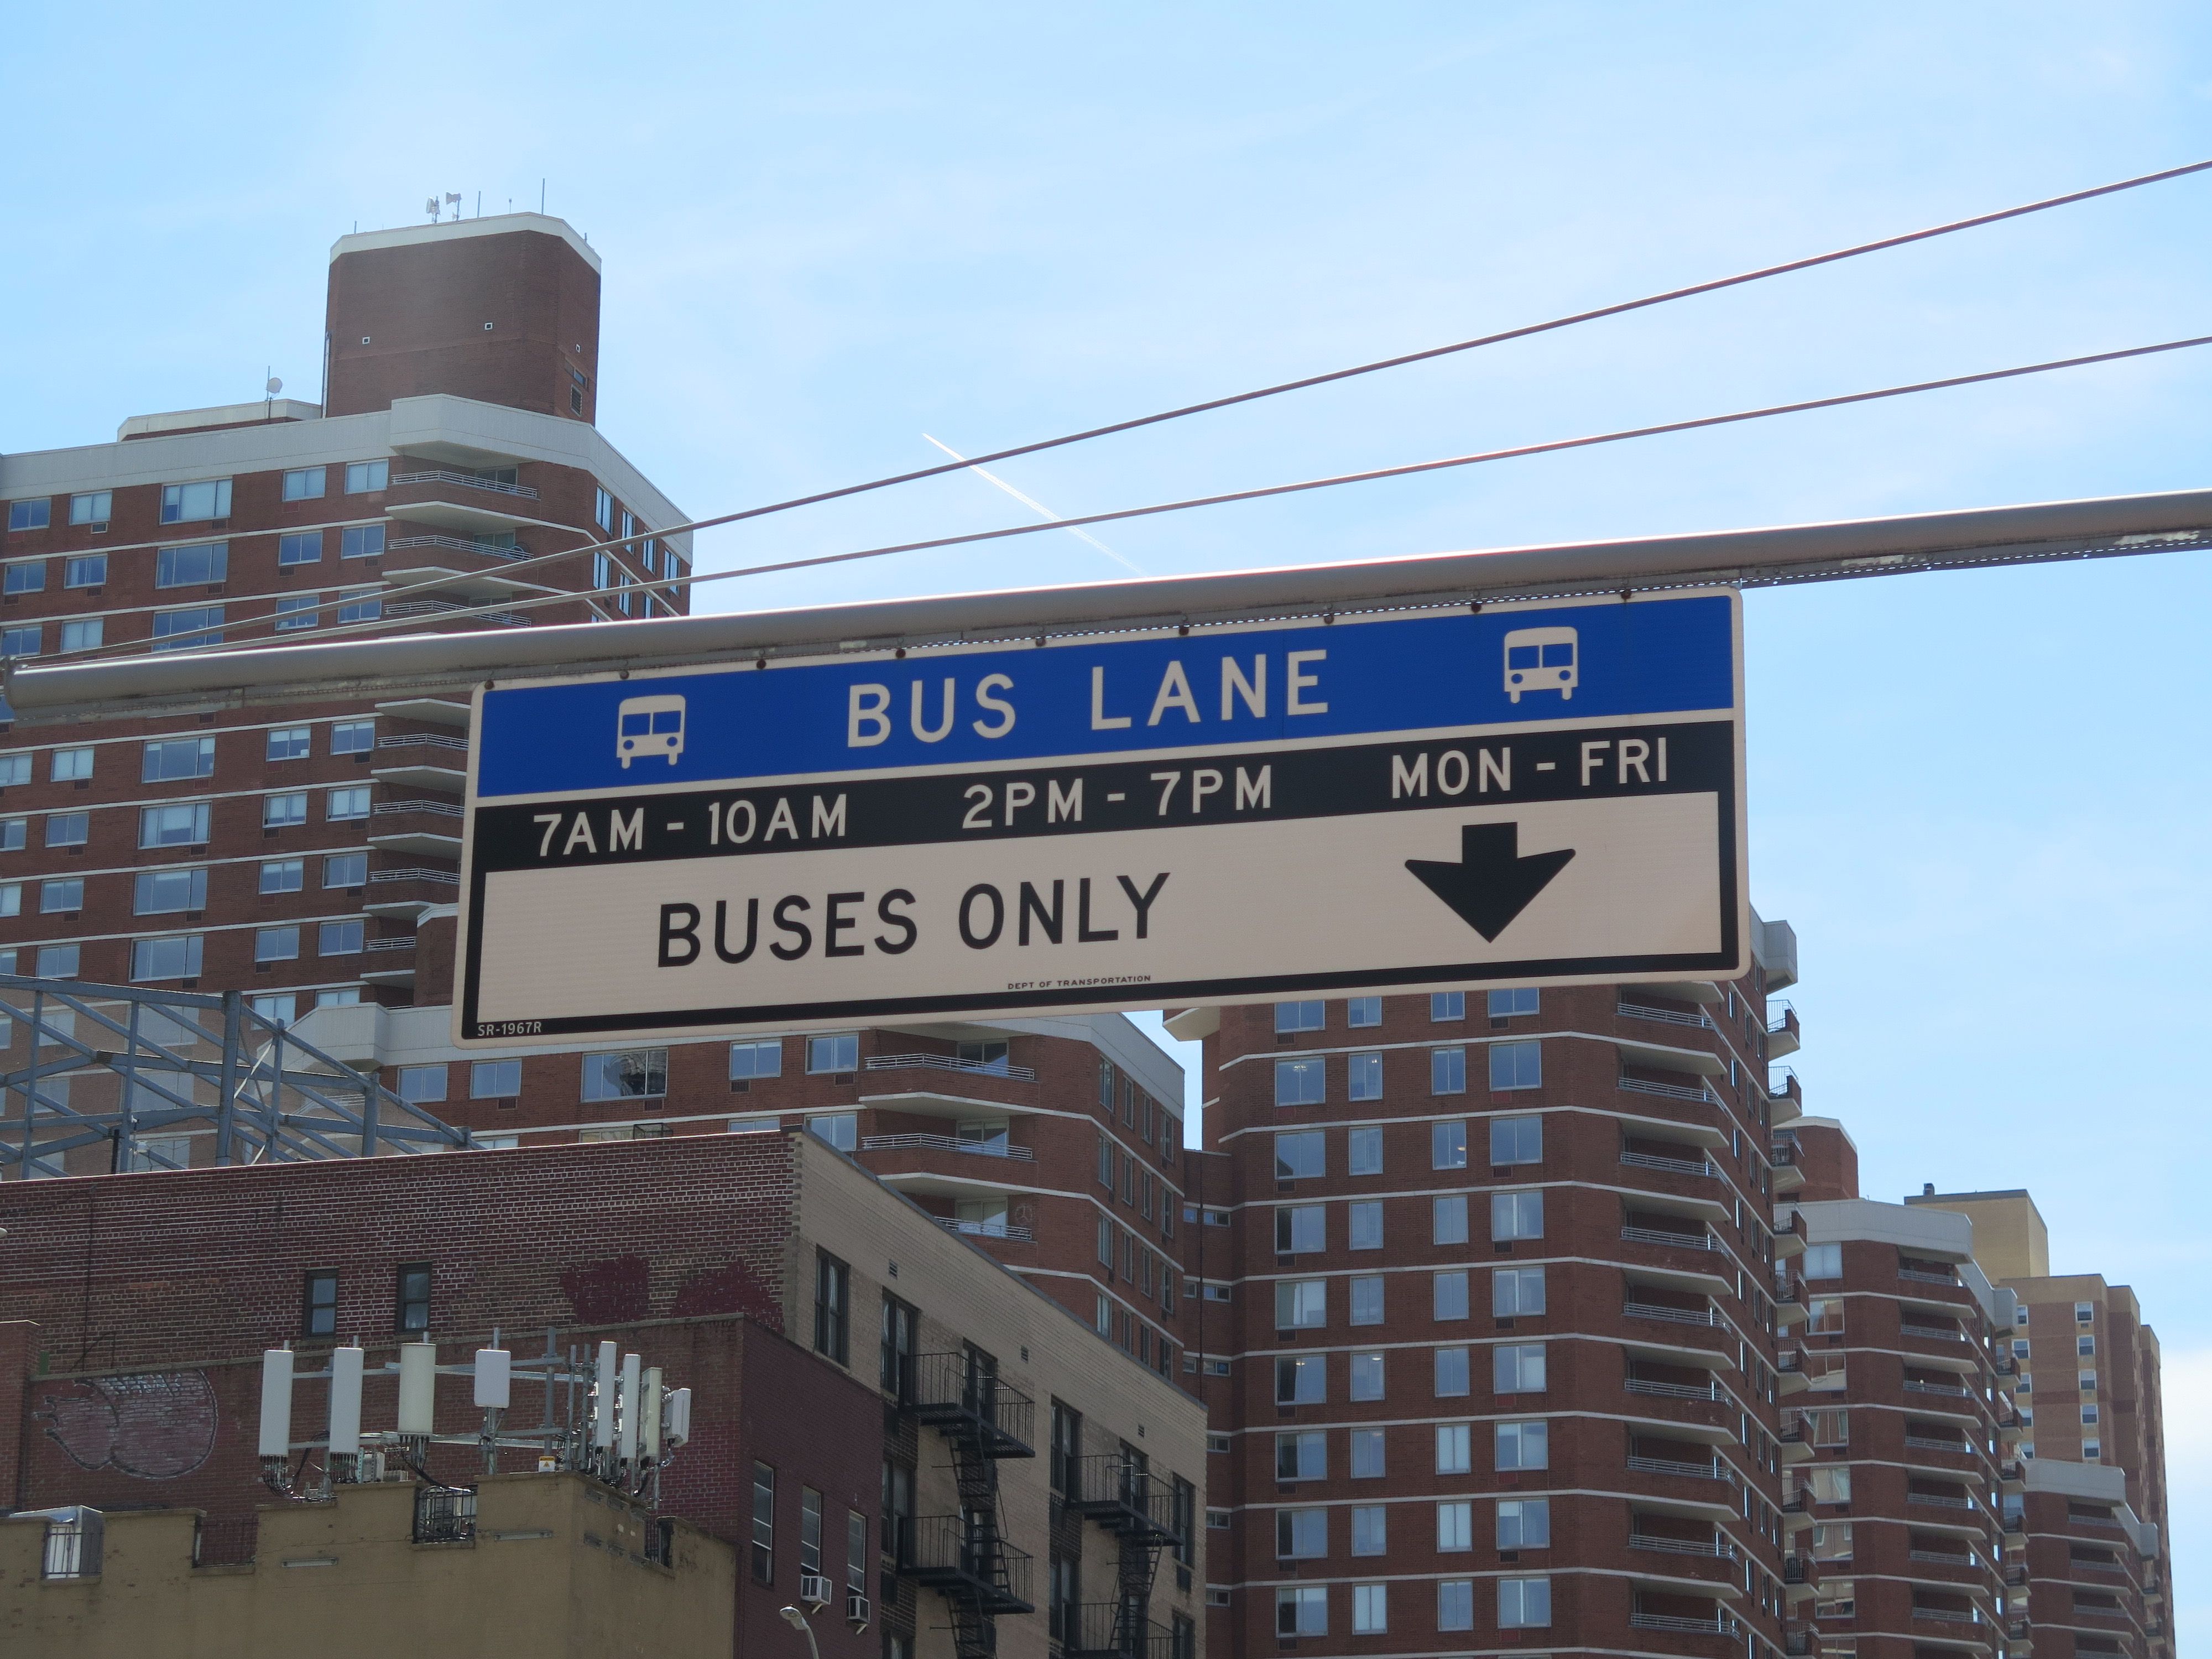 BUS LANE
7AM - 10AM 2PM - 7PM MON - FRI
BUSES ONLY
DEPT OF TRANSPORTATION
SR-1967R